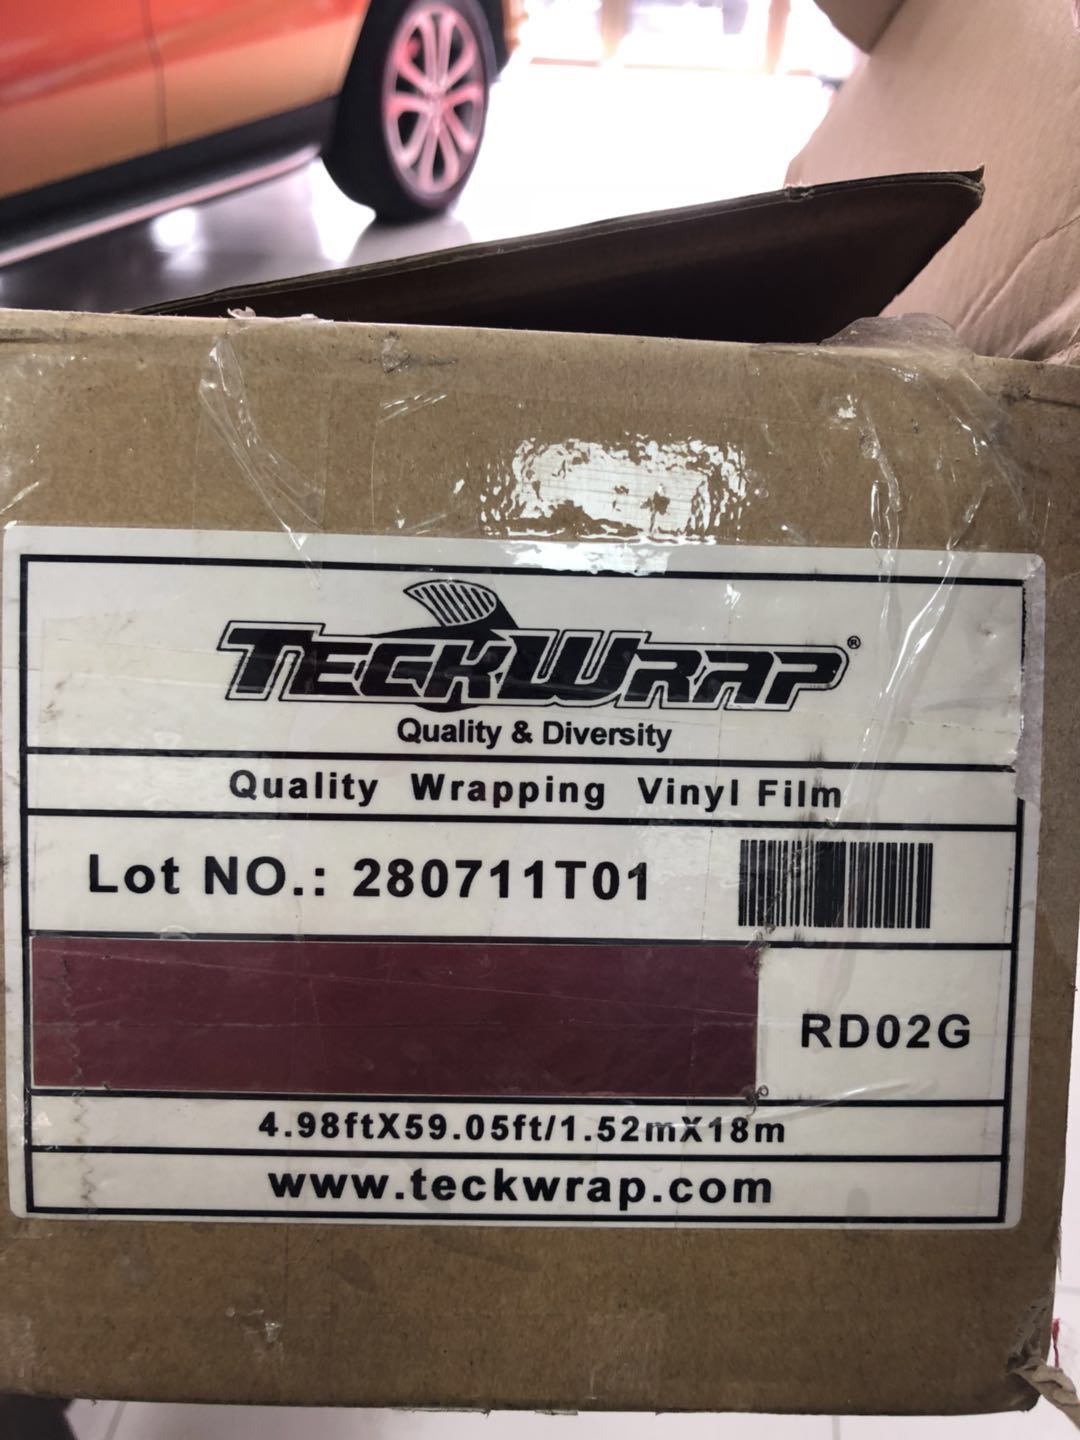 TECKWRAP®
Quality & Diversity
Quality Wrapping Vinyl Film
Lot NO.: 280711T01
RD02G
4.98ftX59.05ft/1.52mX18m
www.teckwrap.com